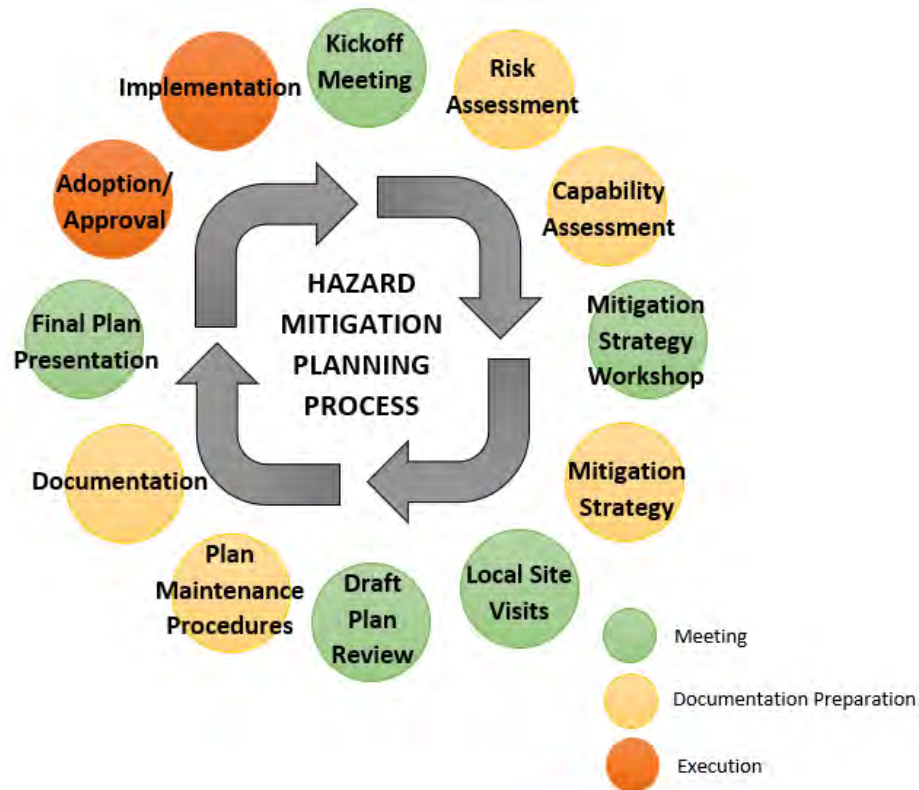 Kickoff
Meeting
Risk
Assessment
Capability
Assessment
Mitigation
Strategy
Workshop
Mitigation
Strategy
Local Site
Visits
Draft
Plan
Review
Plan
Maintenance
Procedures
Documentation
Final Plan
Presentation
Adoption/
Approval
Implementation
HAZARD
MITIGATION
PLANNING
PROCESS
Meeting
Documentation Preparation
Execution